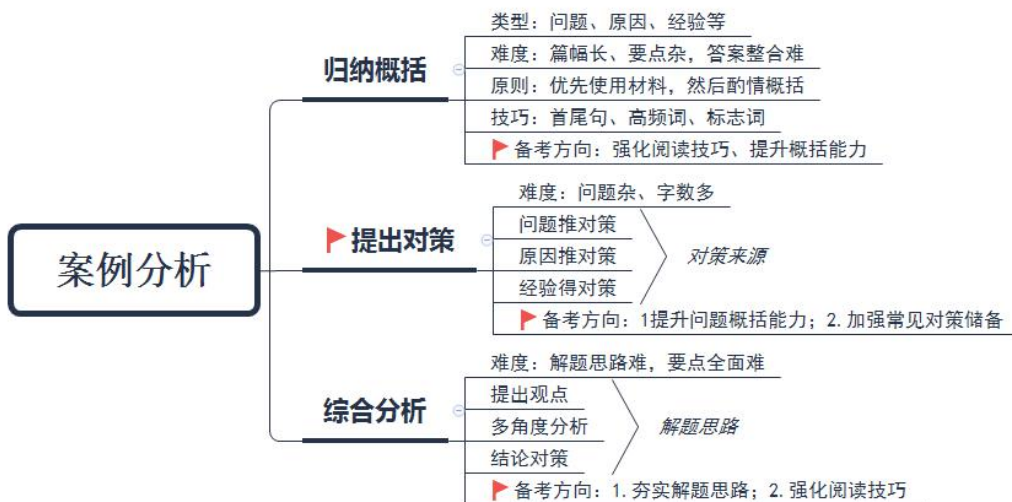 案例分析
归纳概括
类型：问题、原因、经验等
难度：篇幅长、要点杂，答案整合难
原则：优先使用材料，然后酌情概括
技巧：首尾句、高频词、标志词
备考方向：强化阅读技巧、提升概括能力
提出对策
难度：问题杂、字数多
问题推对策
原因推对策
经验得对策
对策来源
备考方向：1提升问题概括能力；2.加强常见对策储备
综合分析
难度：解题思路难，要点全面难
提出观点
多角度分析
结论对策
解题思路
备考方向：1.夯实解题思路；2.强化阅读技巧